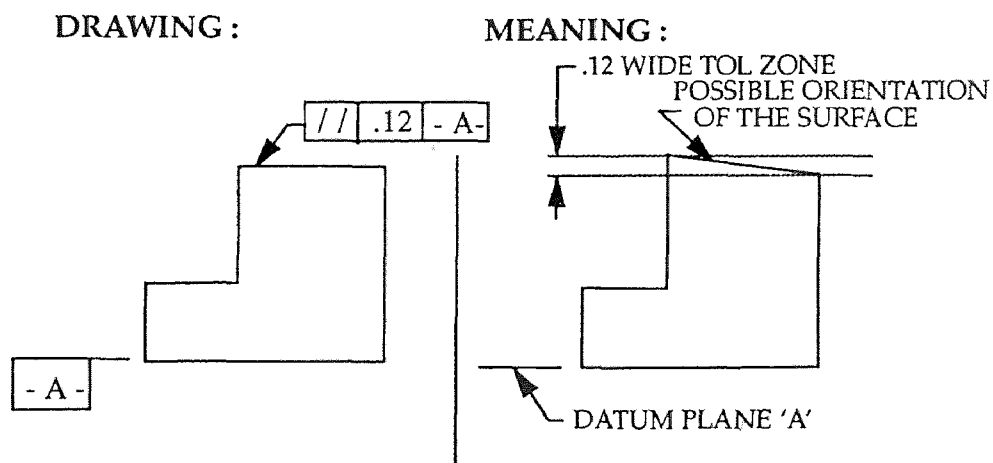 DRAWING :
// .12 - A-
- A -
MEANING :
.12 WIDE TOL ZONE
POSSIBLE ORIENTATION
OF THE SURFACE
DATUM PLANE 'A'